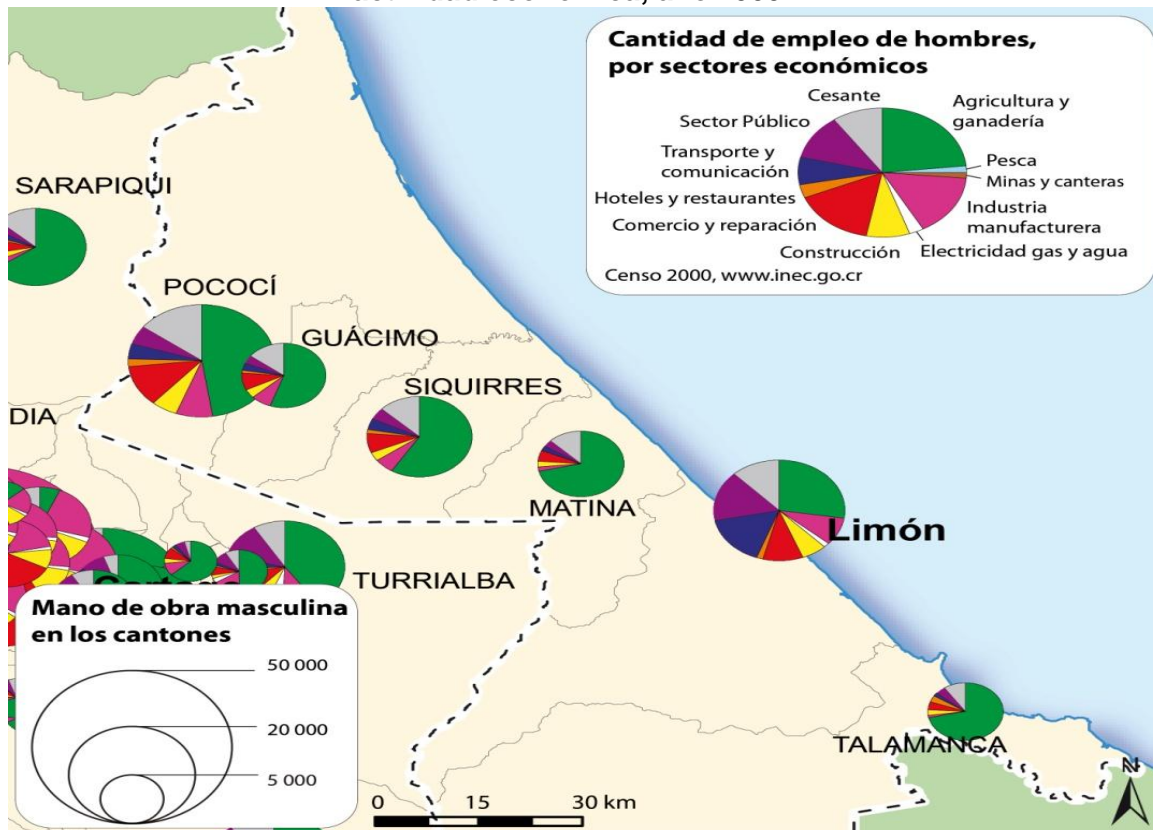 Cantidad de empleo de hombres,
por sectores económicos
Cesante
Agricultura y
ganadería
Sector Público
Pesca
Transporte y
comunicación
Minas y canteras
Hoteles y restaurantes
Industria
manufacturera
Comercio y reparación
Construcción
Electricidad gas y agua
Censo 2000, www.inec.go.cr
SARAPIQUI
POCOCÍ
GUÁCIMO
SIQUIRRES
DIA
MATINA
Limón
TURRIALBA
TALAMANCA
Mano de obra masculina
en los cantones
50 000
20 000
5 000
0 15 30 km
N